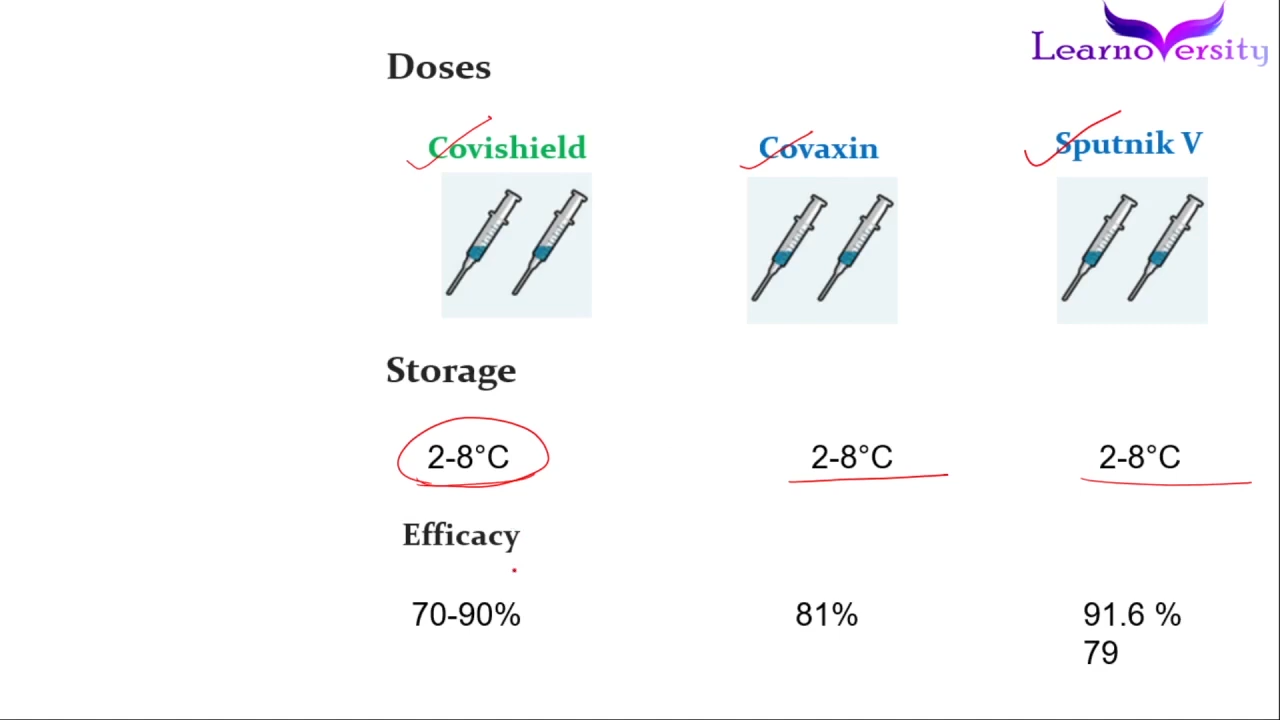 Learnoversity
Doses
Covishield Covaxin Sputnik V
Storage
2-8°C 2-8°C 2-8°C
Efficacy
70-90% 81% 91.6 %
79